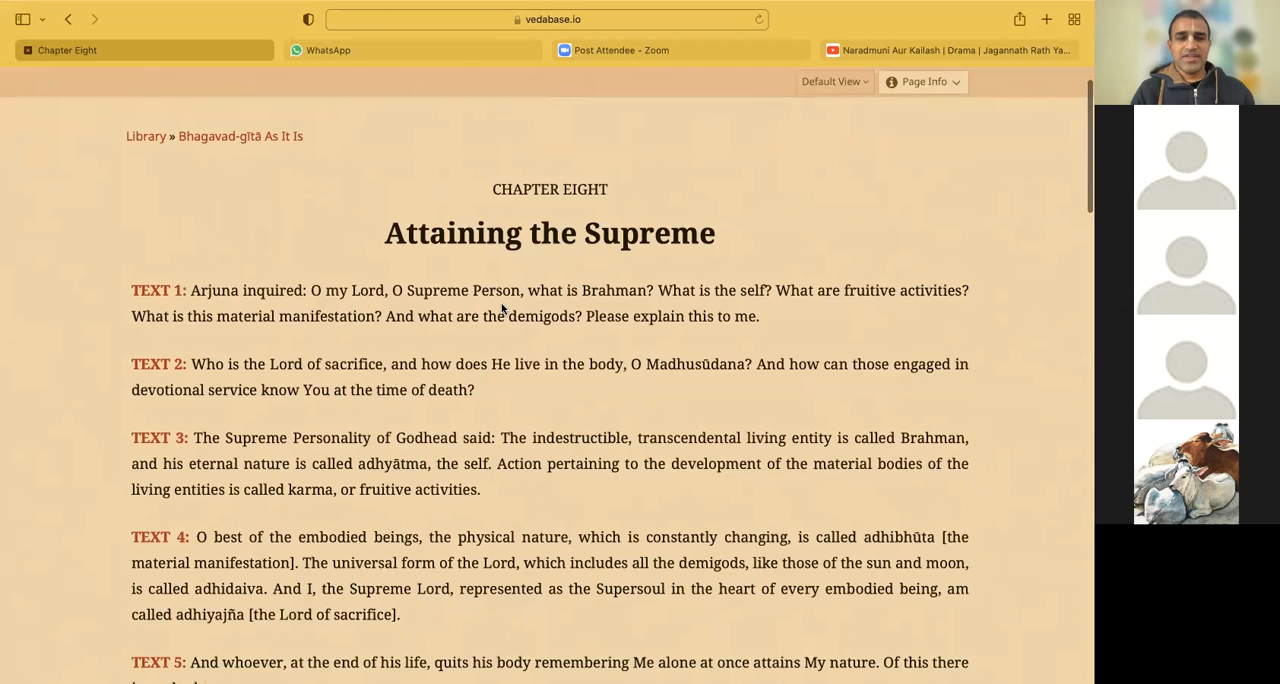 vedabase.io
Chapter Eight
WhatsApp
Post Attendee - Zoom
Naradmuni Aur Kailash | Drama | Jagannath Rath Ya...
Default View
Page Info
Library » Bhagavad-gītā As It Is
CHAPTER EIGHT
Attaining the Supreme
TEXT 1: Arjuna inquired: O my Lord, O Supreme Person, what is Brahman? What is the self? What are fruitive activities?
What is this material manifestation? And what are the demigods? Please explain this to me.
TEXT 2: Who is the Lord of sacrifice, and how does He live in the body, O Madhusūdana? And how can those engaged in
devotional service know You at the time of death?
TEXT 3: The Supreme Personality of Godhead said: The indestructible, transcendental living entity is called Brahman,
and his eternal nature is called adhyātma, the self. Action pertaining to the development of the material bodies of the
living entities is called karma, or fruitive activities.
TEXT 4: O best of the embodied beings, the physical nature, which is constantly changing, is called adhibhūta [the
material manifestation]. The universal form of the Lord, which includes all the demigods, like those of the sun and moon,
is called adhidaiva. And I, the Supreme Lord, represented as the Supersoul in the heart of every embodied being, am
called adhiyajña [the Lord of sacrifice].
TEXT 5: And whoever, at the end of his life, quits his body remembering Me alone at once attains My nature. Of this there